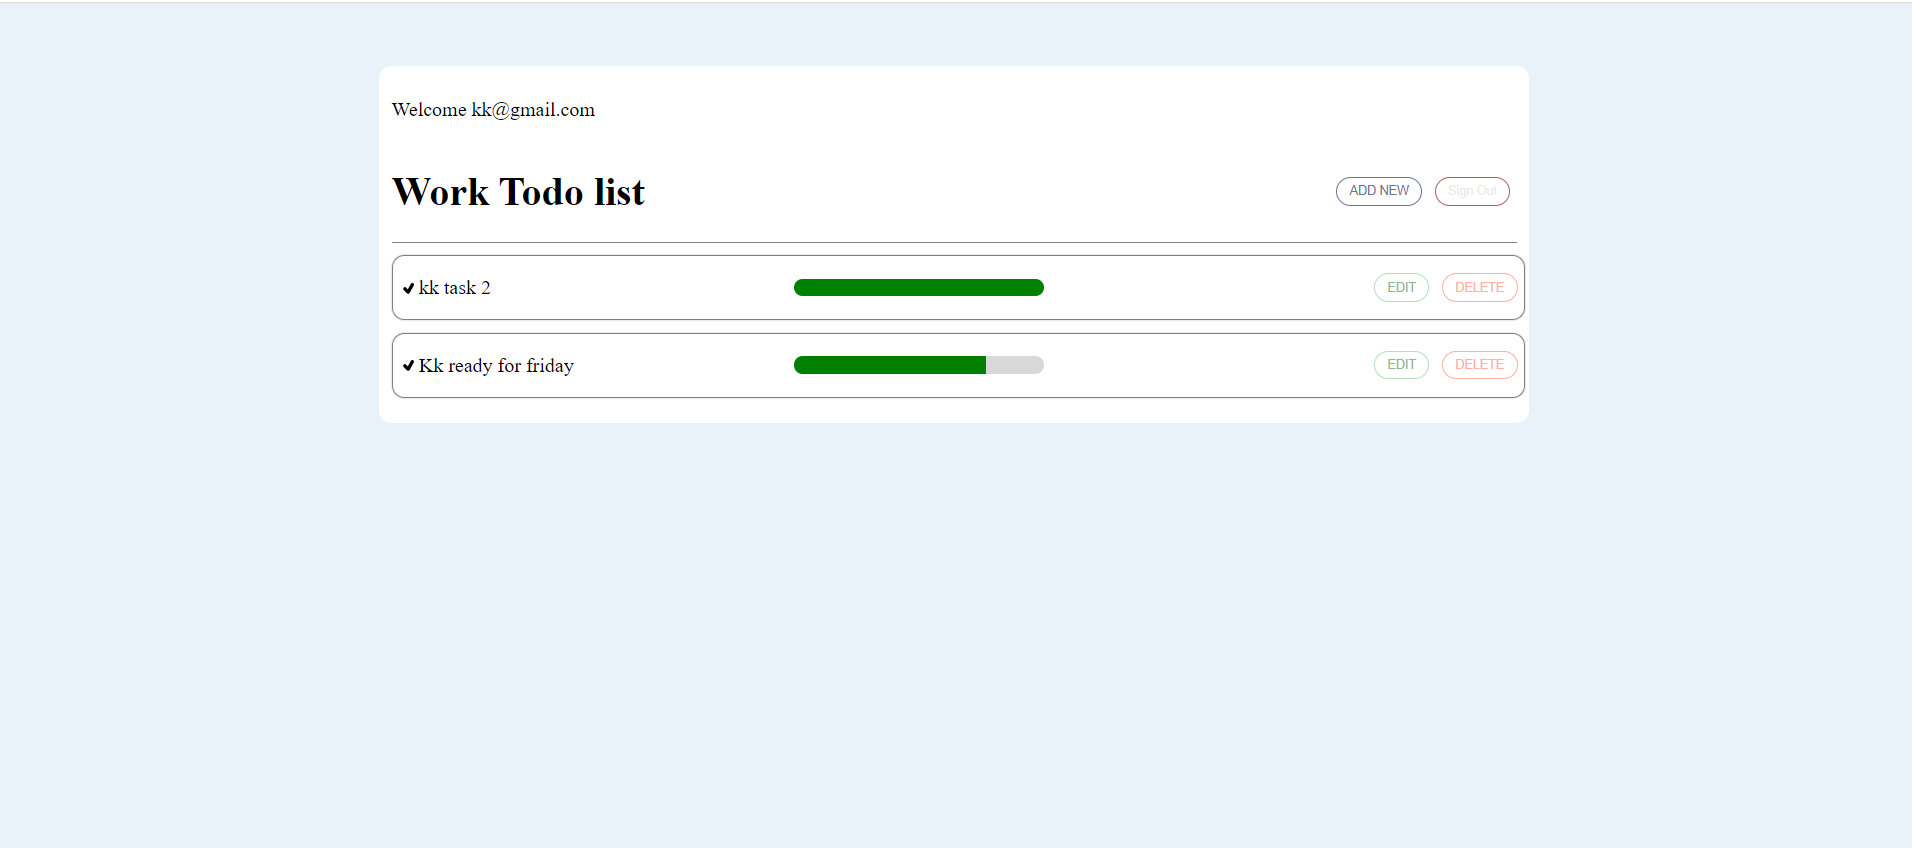 Welcome kk@gmail.com
Work Todo list
ADD NEW
Sign Out
kk task 2
EDIT
DELETE
Kk ready for friday
EDIT
DELETE